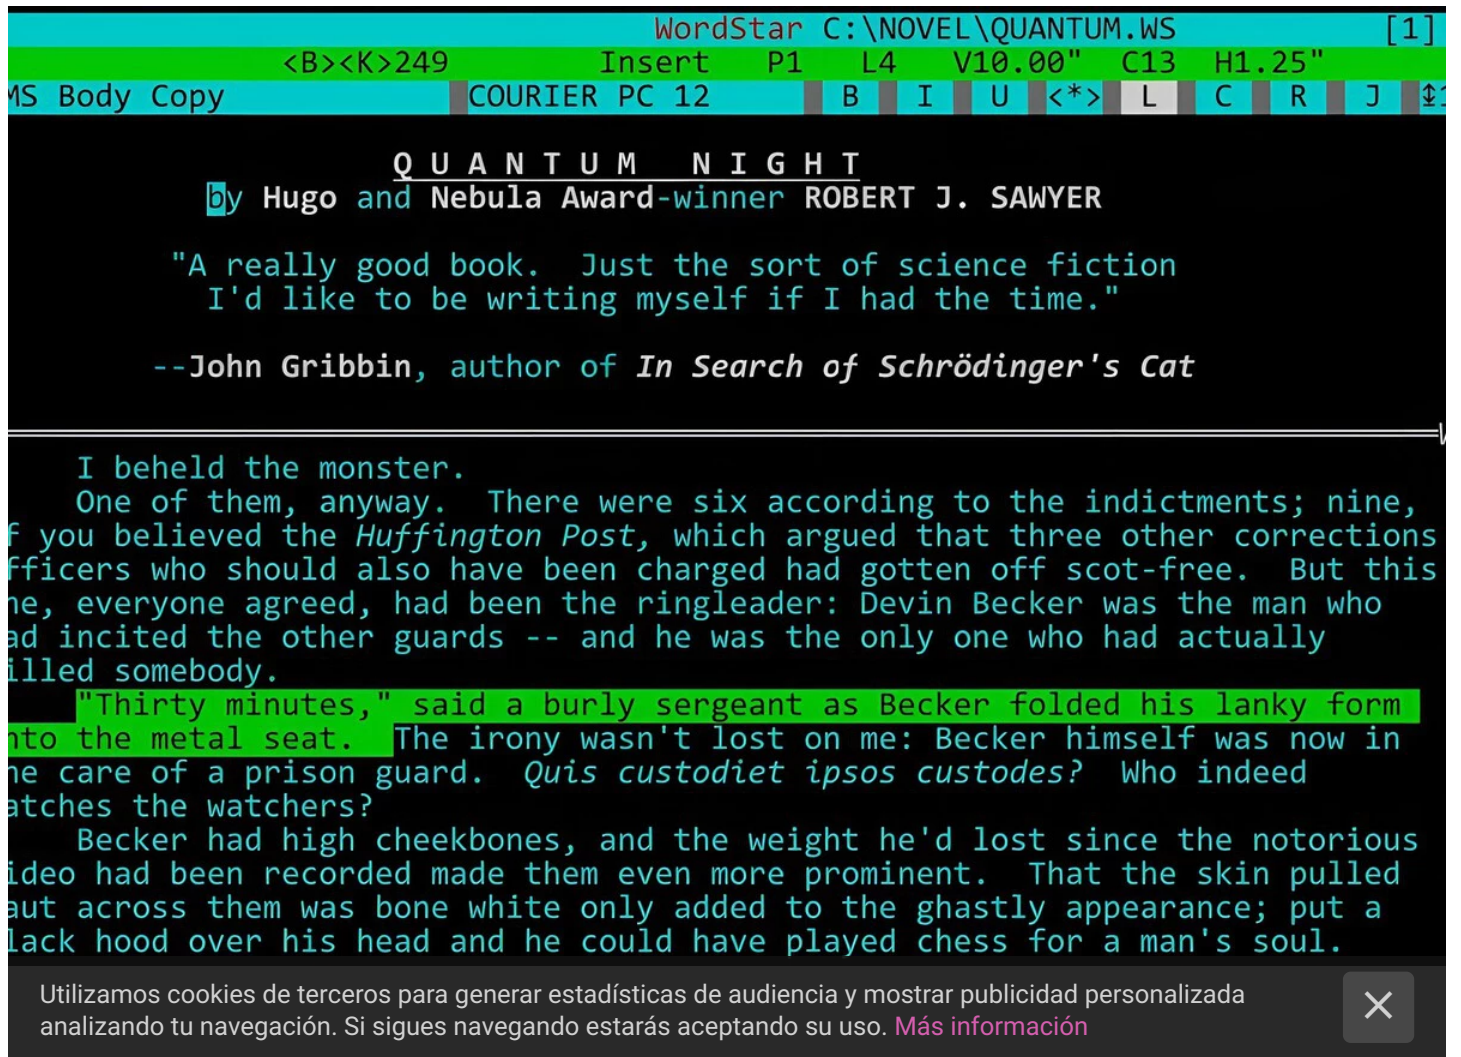 WordStar C:\NOVEL\QUANTUM.WS [1]
<B><K>249 Insert P1 L4 V10.00" C13 H1.25"
MS Body Copy COURIER PC 12 B I U <*> L C R J
Q U A N T U M N I G H T
by Hugo and Nebula Award-winner ROBERT J. SAWYER
"A really good book. Just the sort of science fiction
I'd like to be writing myself if I had the time."
--John Gribbin, author of In Search of Schrödinger's Cat
I beheld the monster.
One of them, anyway. There were six according to the indictments; nine,
f you believed the Huffington Post, which argued that three other corrections
fficers who should also have been charged had gotten off scot-free. But this
ne, everyone agreed, had been the ringleader: Devin Becker was the man who
ad incited the other guards -- and he was the only one who had actually
illed somebody.
"Thirty minutes," said a burly sergeant as Becker folded his lanky form
nto the metal seat. The irony wasn't lost on me: Becker himself was now in
he care of a prison guard. Quis custodiet ipsos custodes? Who indeed
atches the watchers?
Becker had high cheekbones, and the weight he'd lost since the notorious
ideo had been recorded made them even more prominent. That the skin pulled
aut across them was bone white only added to the ghastly appearance; put a
lack hood over his head and he could have played chess for a man's soul.
Utilizamos cookies de terceros para generar estadísticas de audiencia y mostrar publicidad personalizada
analizando tu navegación. Si sigues navegando estarás aceptando su uso. Más información